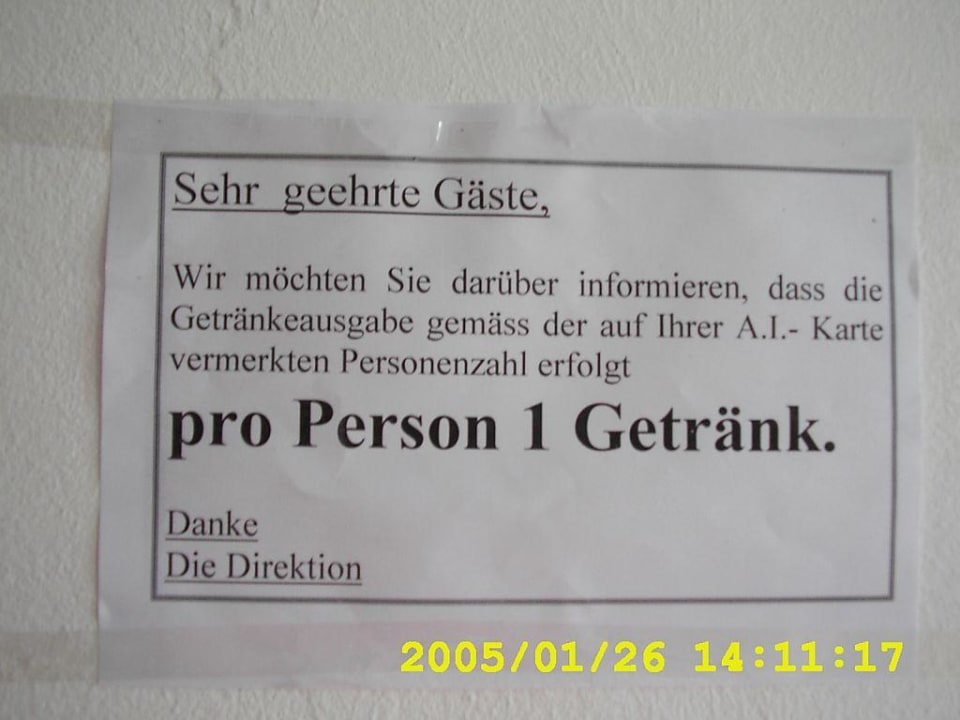 Sehr geehrte Gäste,
Wir möchten Sie darüber informieren, dass die
Getränkeausgabe gemäss der auf Ihrer A.I.- Karte
vermerkten Personenzahl erfolgt
pro Person 1 Getränk.
Danke
Die Direktion
2005/01/26 14:11:17